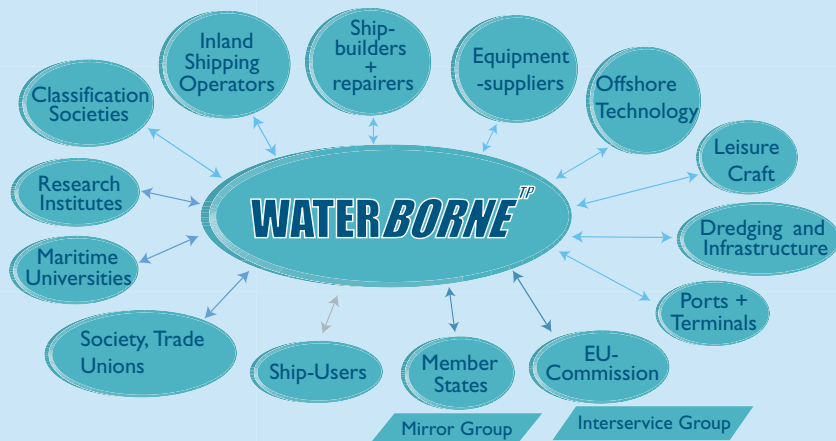 Inland
Shipping
Operators
Ship-
builders
+
repairers
Equipment
-suppliers
Offshore
Technology
Classification
Societies
Leisure
Craft
Research
Institutes
WATERBORNE TP
Dredging and
Infrastructure
Maritime
Universities
Ports +
Terminals
Society, Trade
Unions
Ship-Users
Member
States
EU-
Commission
Mirror Group
Interservice Group